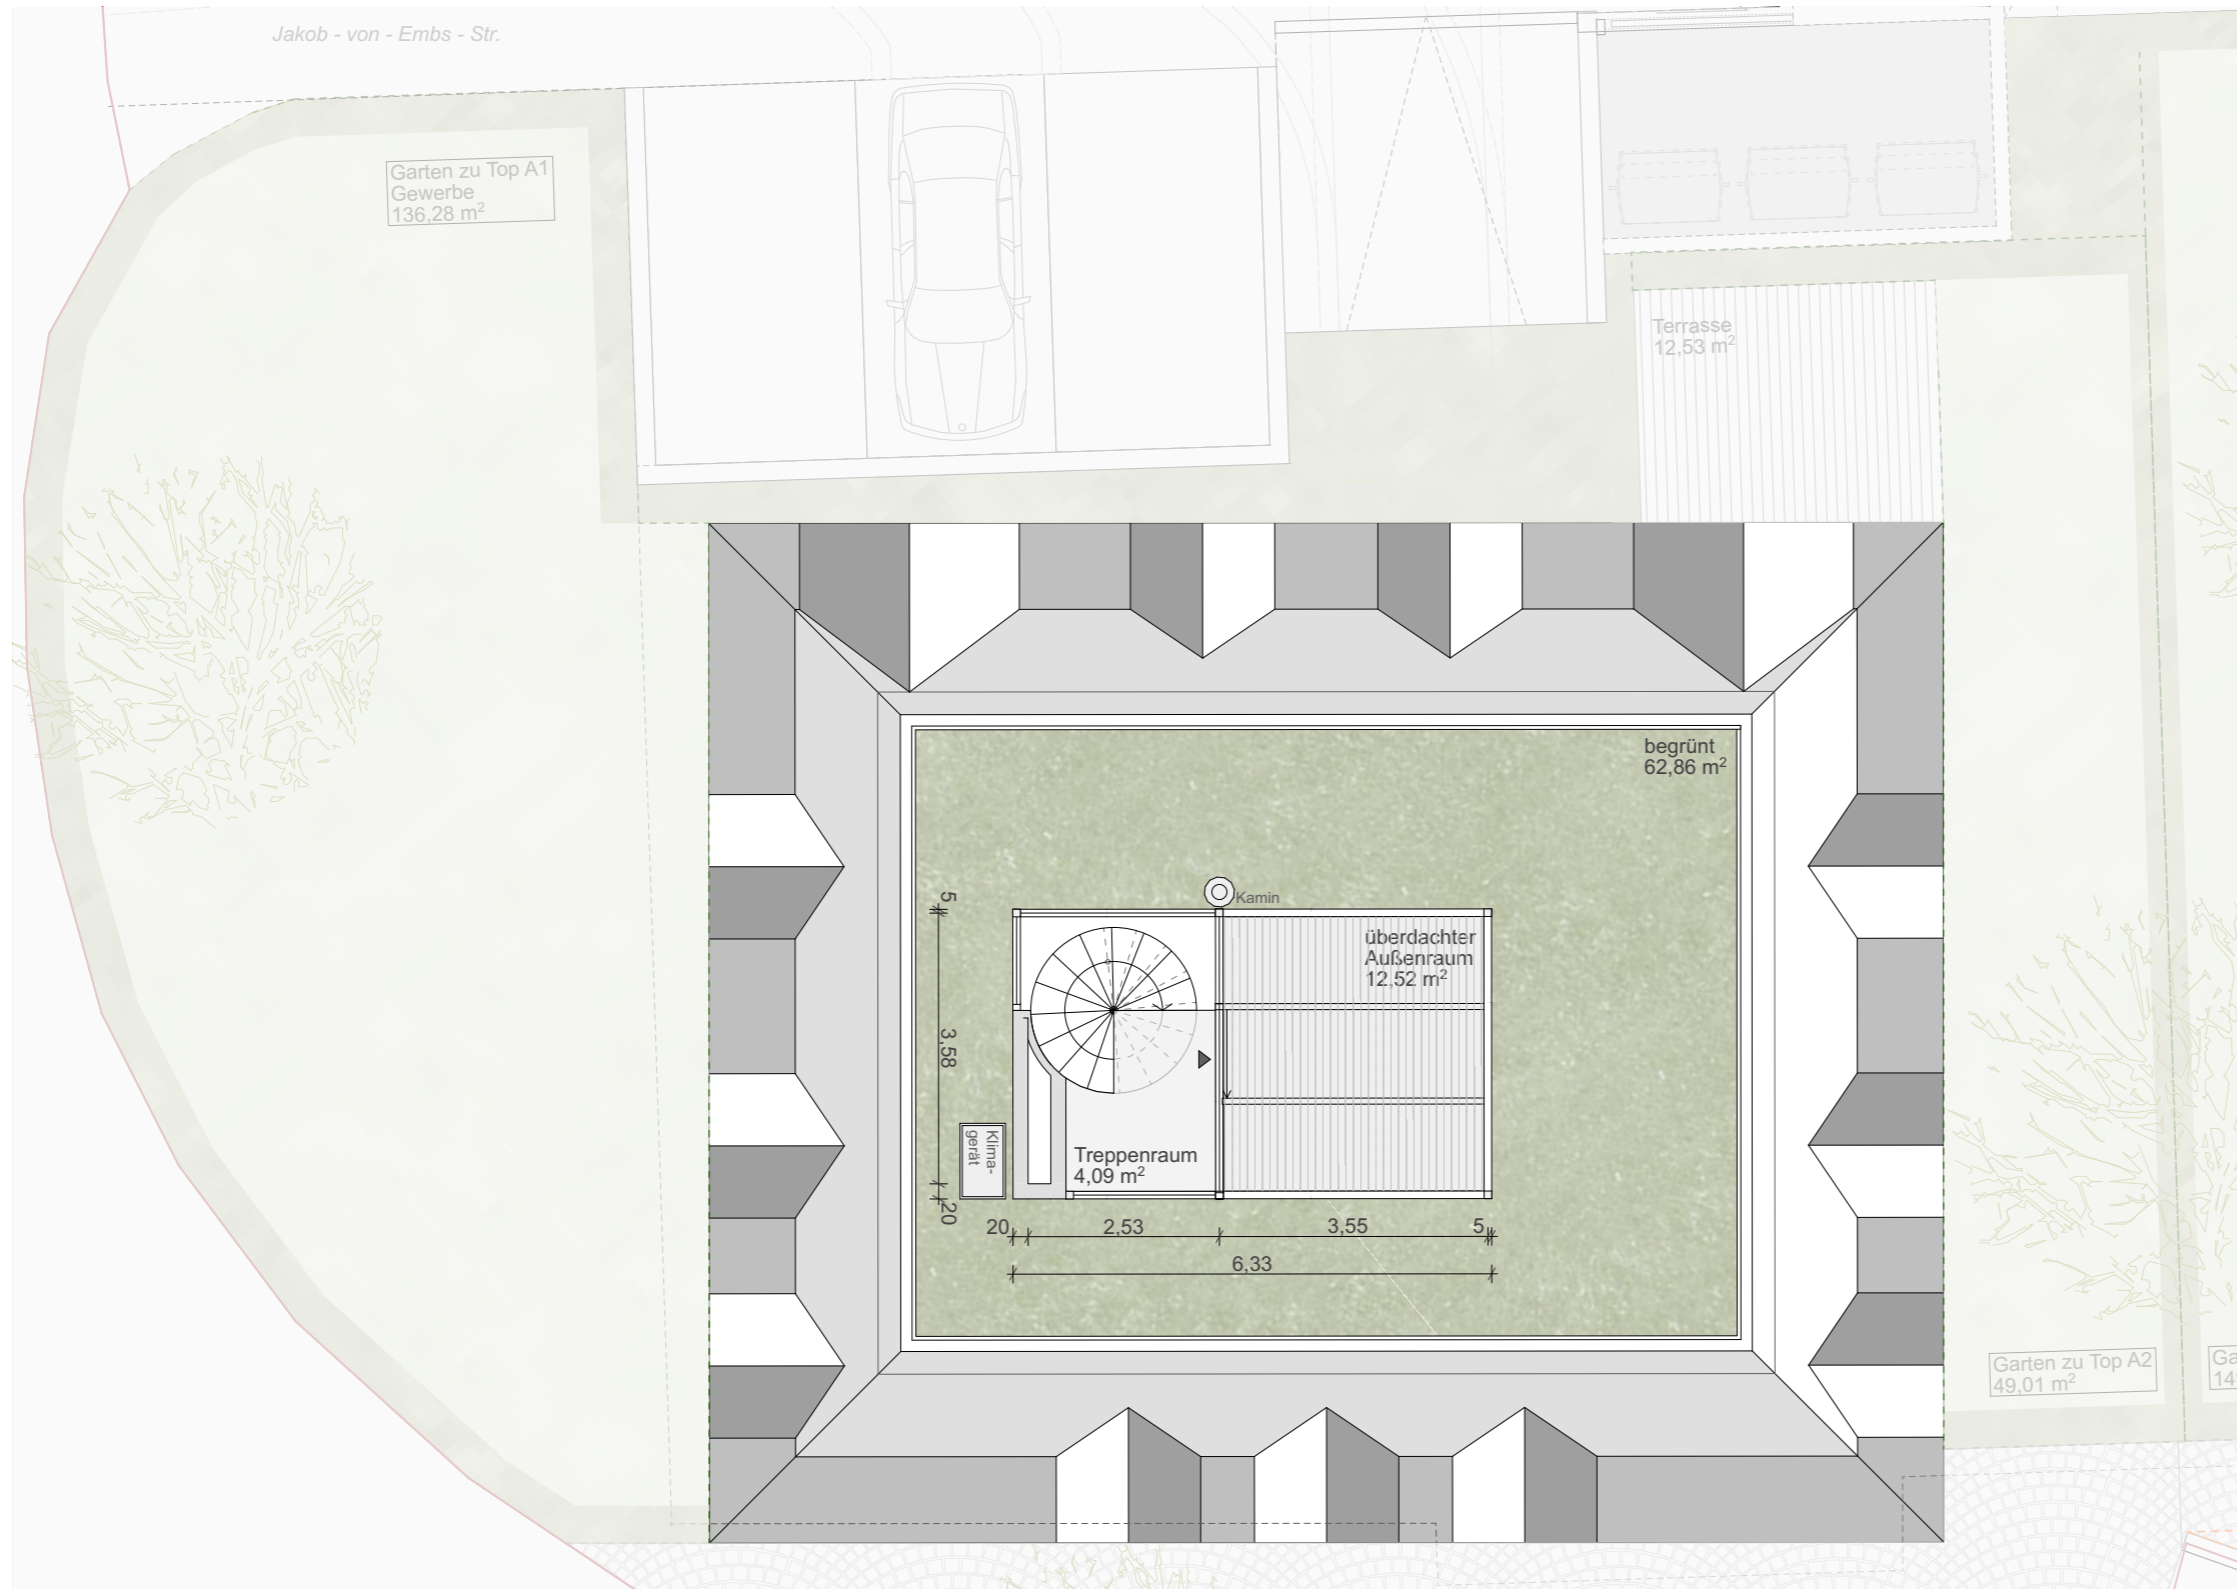 Jakob - von - Embs - Str.
Garten zu Top A1
Gewerbe
136,28 m²
Terrasse
12,53 m²
begrünt
62,86 m²
Kamin
5
überdachter
Außenraum
12,52 m²
3,58
Klima-
gerät
Treppenraum
4,09 m²
20
20
2,53
3,55
5
6,33
Garten zu Top A2
49,01 m²